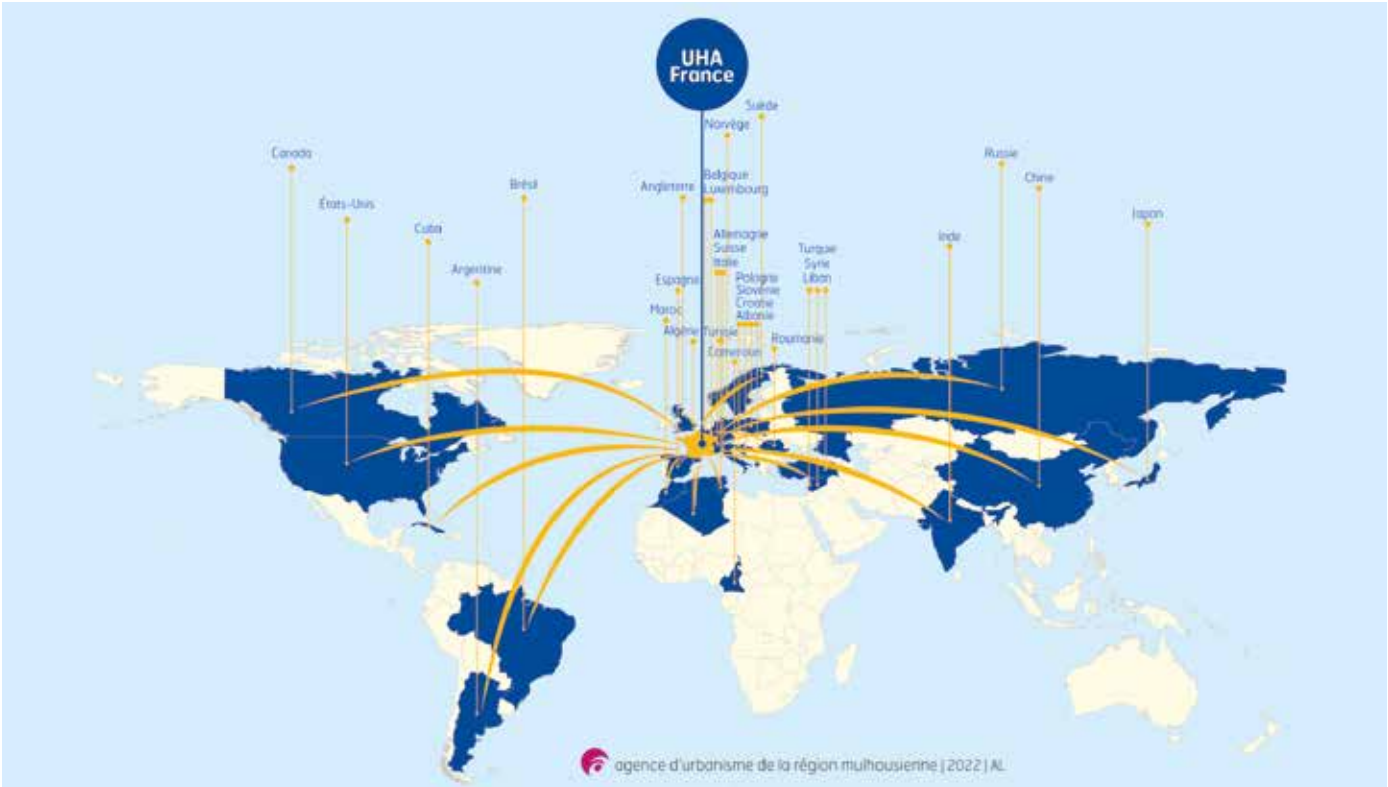 UHA
France
Suède
Norvège
Canada
Russie
Belgique
Luxembourg
Chine
Brésil
Angleterre
États-Unis
Japon
Cuba
Allemagne
Suisse
Italie
Inde
Turquie
Syrie
Liban
Argentine
Espagne
Pologne
Slovénie
Croatie
Albanie
Maroc
Algérie
Tunisie
Roumanie
Cameroun
agence d'urbanisme de la région mulhousienne | 2022 | AL